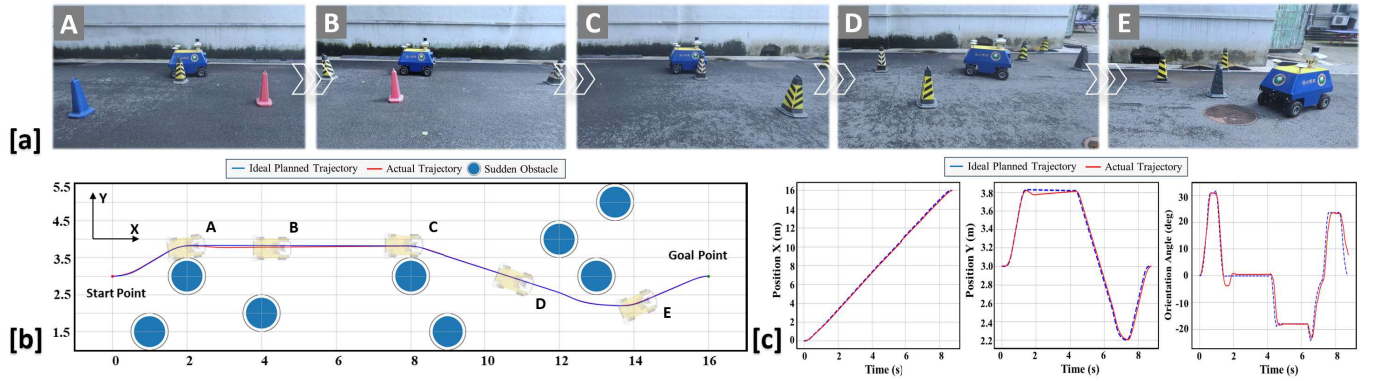 A
B
C
D
E
[a]
Ideal Planned Trajectory Actual Trajectory Sudden Obstacle
5.5
4.5
3.5
2.5
1.5
Y
X
A
B
C
D
E
Start Point
Goal Point
0 2 4 6 8 10 12 14 16
[b]
Ideal Planned Trajectory Actual Trajectory
Position X (m)
16
14
12
10
8
6
4
2
0
0 2 4 6 8
Time (s)
Position Y (m)
3.8
3.6
3.4
3.2
3.0
2.8
2.6
2.4
2.2
0 2 4 6 8
Time (s)
Orientation Angle (deg)
30
20
10
0
-10
-20
0 2 4 6 8
Time (s)
[c]